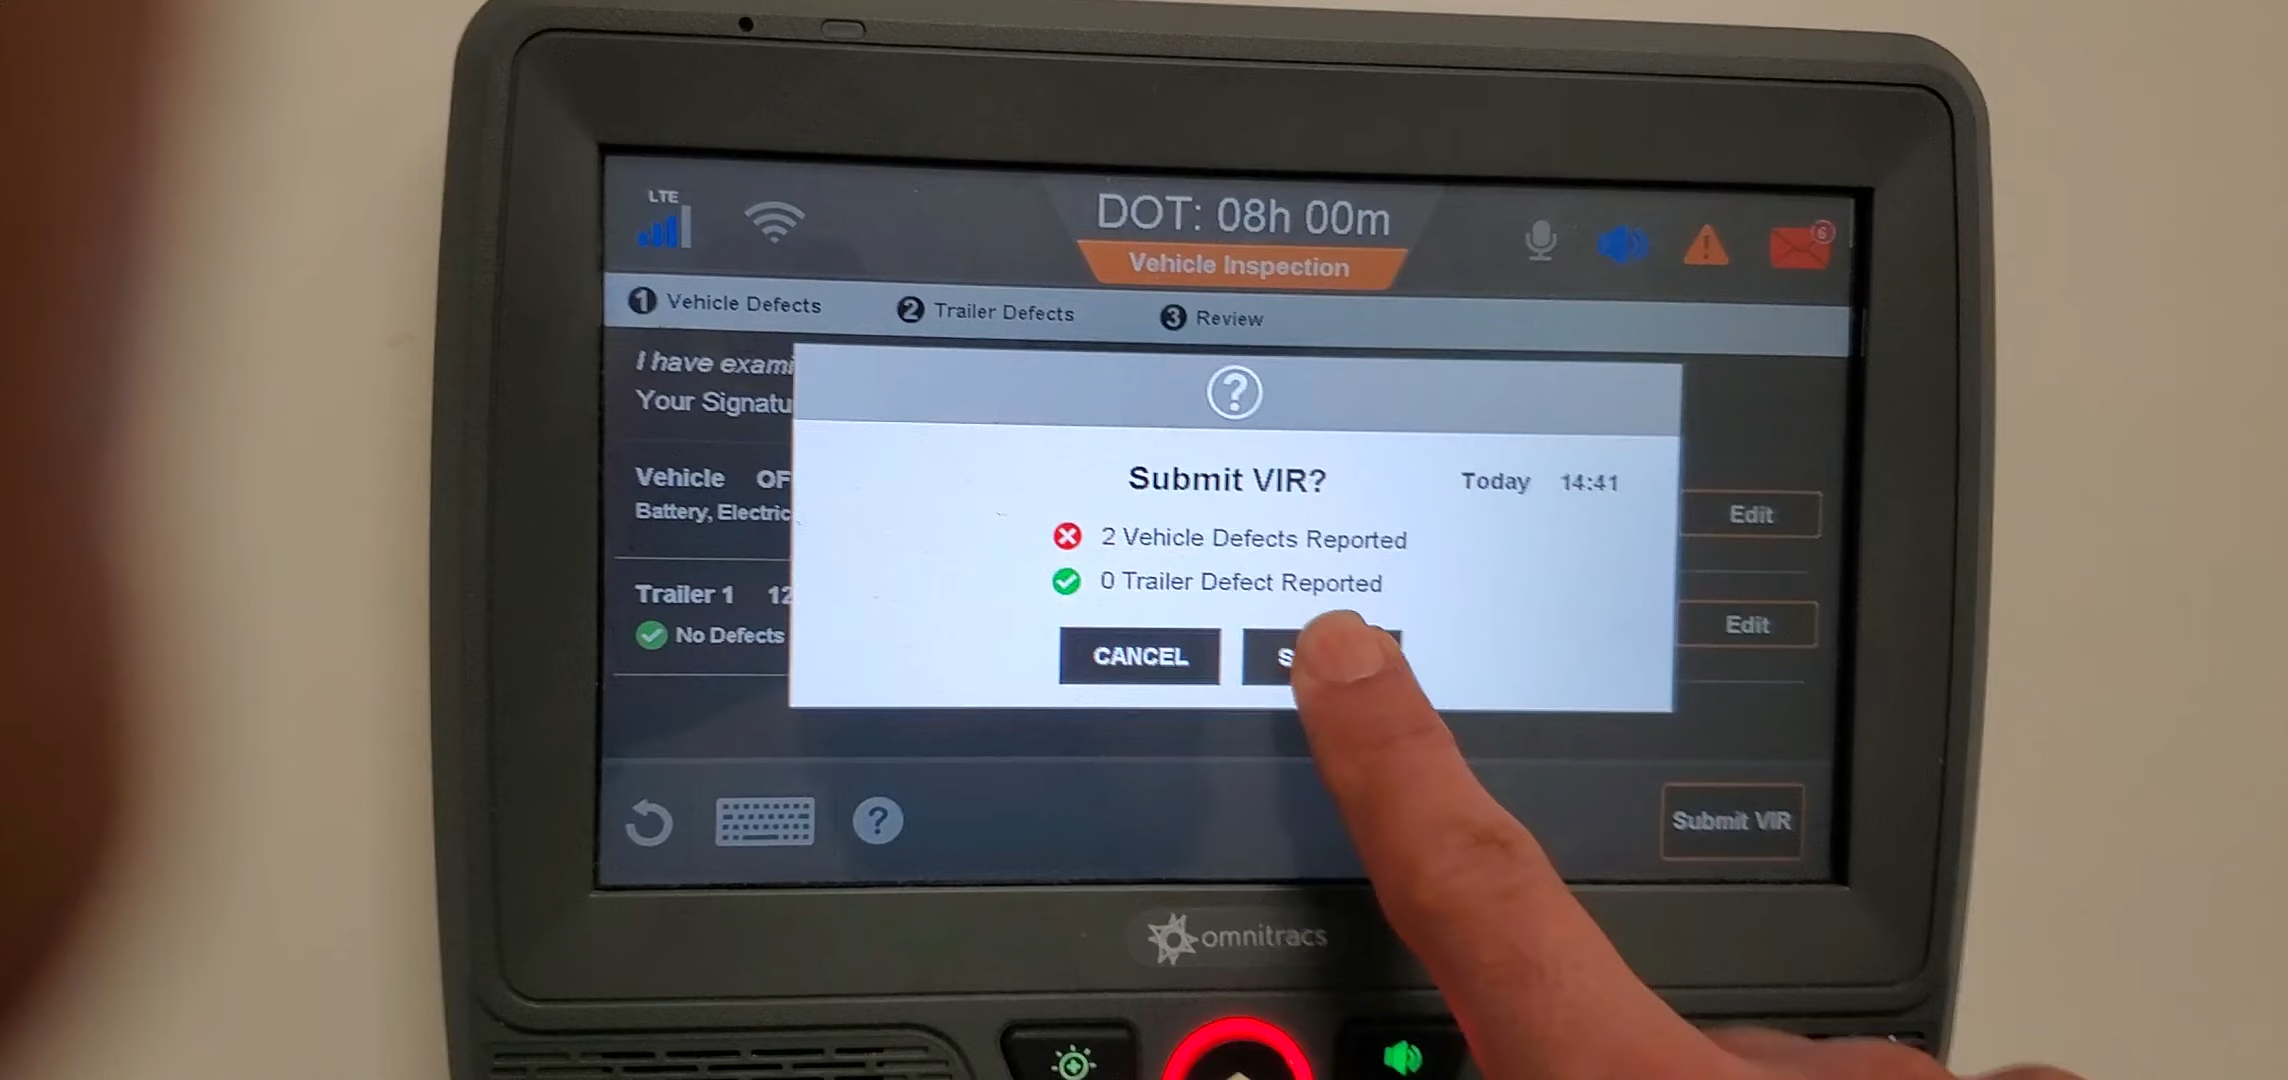 LTE
DOT: 08h 00m
Vehicle Inspection
6
1 Vehicle Defects 2 Trailer Defects 3 Review
I have exami
Your Signatu
?
Submit VIR? Today 14:41
Vehicle OF
Battery, Electric
Edit
2 Vehicle Defects Reported
0 Trailer Defect Reported
Trailer 1 12
Edit
No Defects
CANCEL
Submit VIR
?
omnitracs